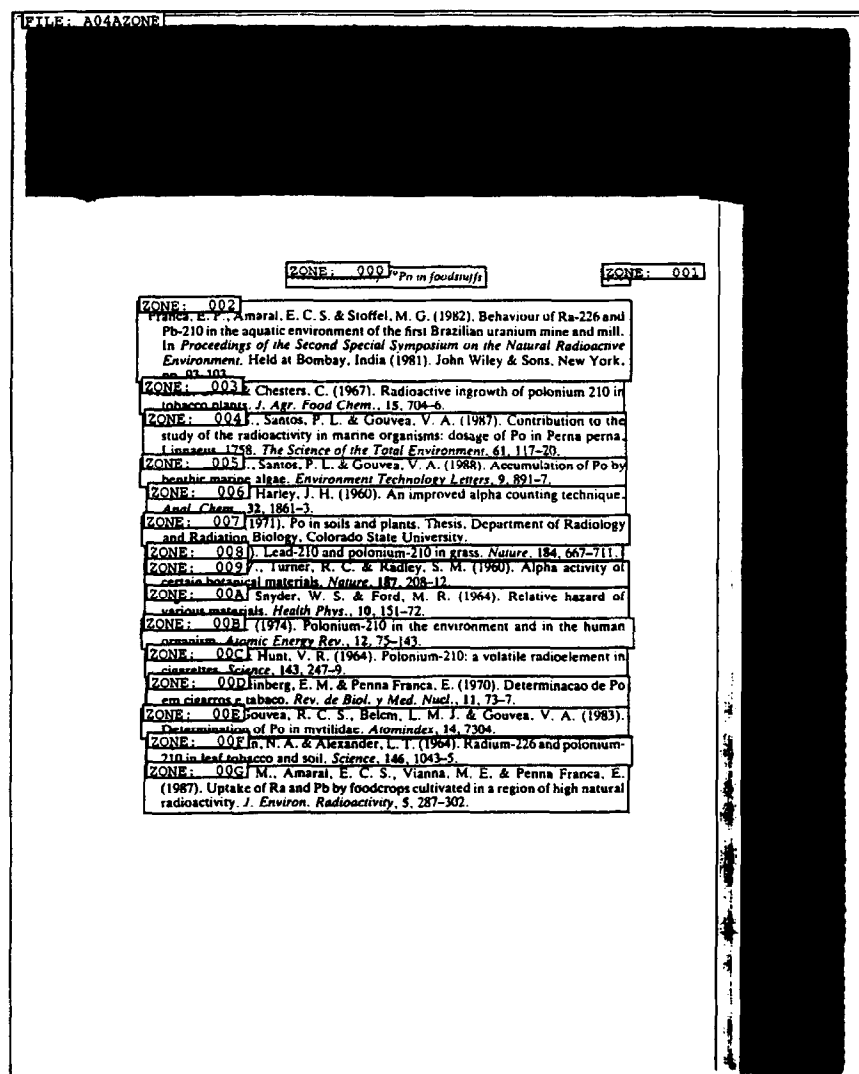 FILE: A04AZONE
ZONE: 000 Po in foodstuffs
ZONE: 001
ZONE: 002
Franca, E. P., Amaral, E. C. S. & Stoffel, M. G. (1982). Behaviour of Ra-226 and
Pb-210 in the aquatic environment of the first Brazilian uranium mine and mill.
In Proceedings of the Second Special Symposium on the Natural Radioactive
Environment. Held at Bombay, India (1981). John Wiley & Sons, New York,
pp. 93-103
ZONE: 003 & Chesters, C. (1967). Radioactive ingrowth of polonium 210 in
tobacco plants. J. Agr. Food Chem., 15, 704–6.
ZONE: 004 ., Santos, P. L. & Gouvea, V. A. (1987). Contribution to the
study of the radioactivity in marine organisms: dosage of Po in Perna perna,
Linnaeus, 1758. The Science of the Total Environment, 61, 117–20.
ZONE: 005 ., Santos, P. L. & Gouvea, V. A. (1988). Accumulation of Po by
benthic marine algae. Environment Technology Letters, 9, 891–7.
ZONE: 006 Harley, J. H. (1960). An improved alpha counting technique.
Anal. Chem., 32, 1861–3.
ZONE: 007 (1971). Po in soils and plants. Thesis, Department of Radiology
and Radiation Biology, Colorado State University.
ZONE: 008 ). Lead-210 and polonium-210 in grass. Nature, 184, 667–711.
ZONE: 009 ., Turner, R. C. & Radley, S. M. (1960). Alpha activity of
certain botanical materials. Nature, 187, 208–12.
ZONE: 00A Snyder, W. S. & Ford, M. R. (1964). Relative hazard of
various materials. Health Phys., 10, 151–72.
ZONE: 00B (1974). Polonium-210 in the environment and in the human
organism. Atomic Energy Rev., 12, 75–143.
ZONE: 00C Hunt, V. R. (1964). Polonium-210: a volatile radioelement in
cigarettes. Science, 143, 247–9.
ZONE: 00D inberg, E. M. & Penna Franca, E. (1970). Determinacao de Po
em cigarros e tabaco. Rev. de Biol. y Med. Nucl., 11, 73–7.
ZONE: 00E Gouvea, R. C. S., Belem, L. M. J. & Gouvea, V. A. (1983).
Determination of Po in mytilidae. Atomindex, 14, 7304.
ZONE: 00F n, N. A. & Alexander, L. T. (1964). Radium-226 and polonium-
210 in leaf tobacco and soil. Science, 146, 1043–5.
ZONE: 00G M., Amaral, E. C. S., Vianna, M. E. & Penna Franca, E.
(1987). Uptake of Ra and Pb by foodcrops cultivated in a region of high natural
radioactivity. J. Environ. Radioactivity, 5, 287–302.